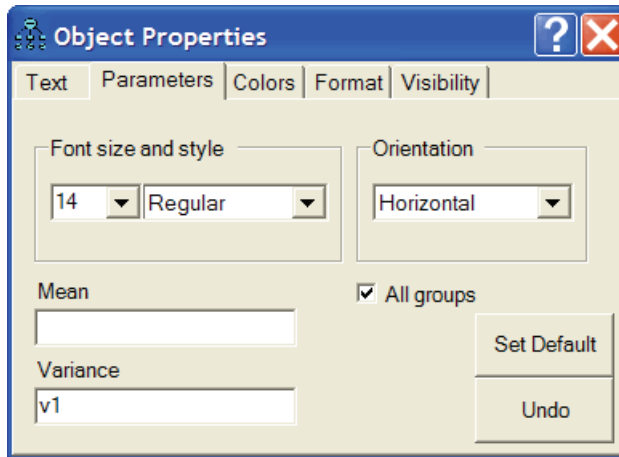 Object Properties
Text Parameters Colors Format Visibility
Font size and style
Orientation
14 Regular
Horizontal
Mean
All groups
Variance
v1
Set Default
Undo